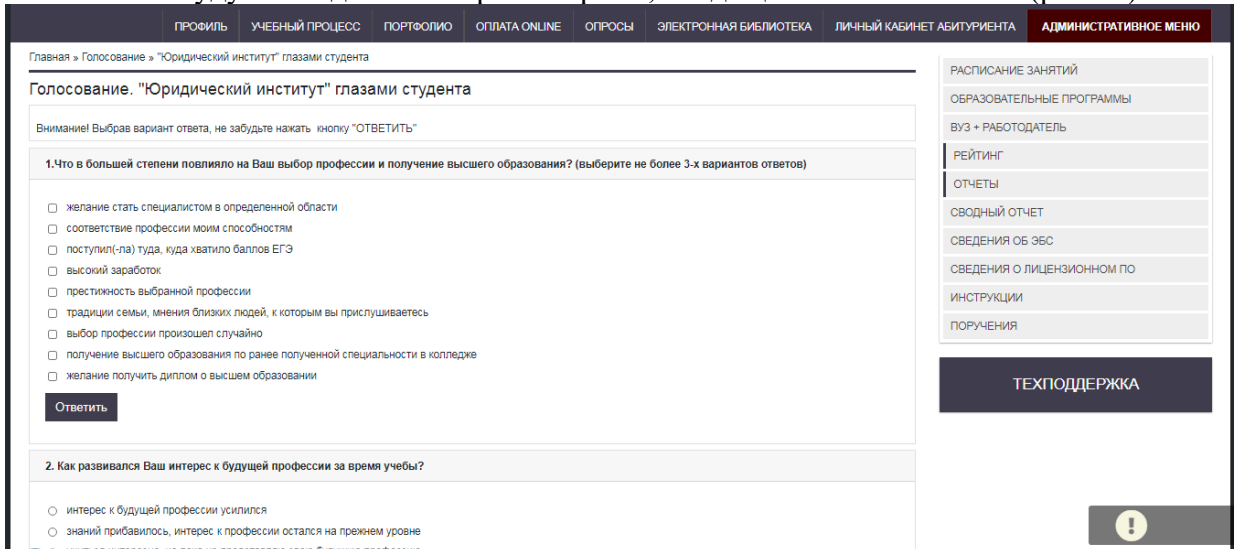 ПРОФИЛЬ УЧЕБНЫЙ ПРОЦЕСС ПОРТФОЛИО ОПЛАТА ONLINE ОПРОСЫ ЭЛЕКТРОННАЯ БИБЛИОТЕКА ЛИЧНЫЙ КАБИНЕТ АБИТУРИЕНТА АДМИНИСТРАТИВНОЕ МЕНЮ
Главная » Голосование » "Юридический институт" глазами студента
Голосование. "Юридический институт" глазами студента
Внимание! Выбрав вариант ответа, не забудьте нажать кнопку "ОТВЕТИТЬ"
1.Что в большей степени повлияло на Ваш выбор профессии и получение высшего образования? (выберите не более 3-х вариантов ответов)
желание стать специалистом в определенной области
соответствие профессии моим способностям
поступил(-ла) туда, куда хватило баллов ЕГЭ
высокий заработок
престижность выбранной профессии
традиции семьи, мнения близких людей, к которым вы прислушиваетесь
выбор профессии произошел случайно
получение высшего образования по ранее полученной специальности в колледже
желание получить диплом о высшем образовании
Ответить
2. Как развивался Ваш интерес к будущей профессии за время учебы?
интерес к будущей профессии усилился
знаний прибавилось, интерес к профессии остался на прежнем уровне
РАСПИСАНИЕ ЗАНЯТИЙ
ОБРАЗОВАТЕЛЬНЫЕ ПРОГРАММЫ
ВУЗ + РАБОТОДАТЕЛЬ
РЕЙТИНГ
ОТЧЕТЫ
СВОДНЫЙ ОТЧЕТ
СВЕДЕНИЯ ОБ ЭБС
СВЕДЕНИЯ О ЛИЦЕНЗИОННОМ ПО
ИНСТРУКЦИИ
ПОРУЧЕНИЯ
ТЕХПОДДЕРЖКА